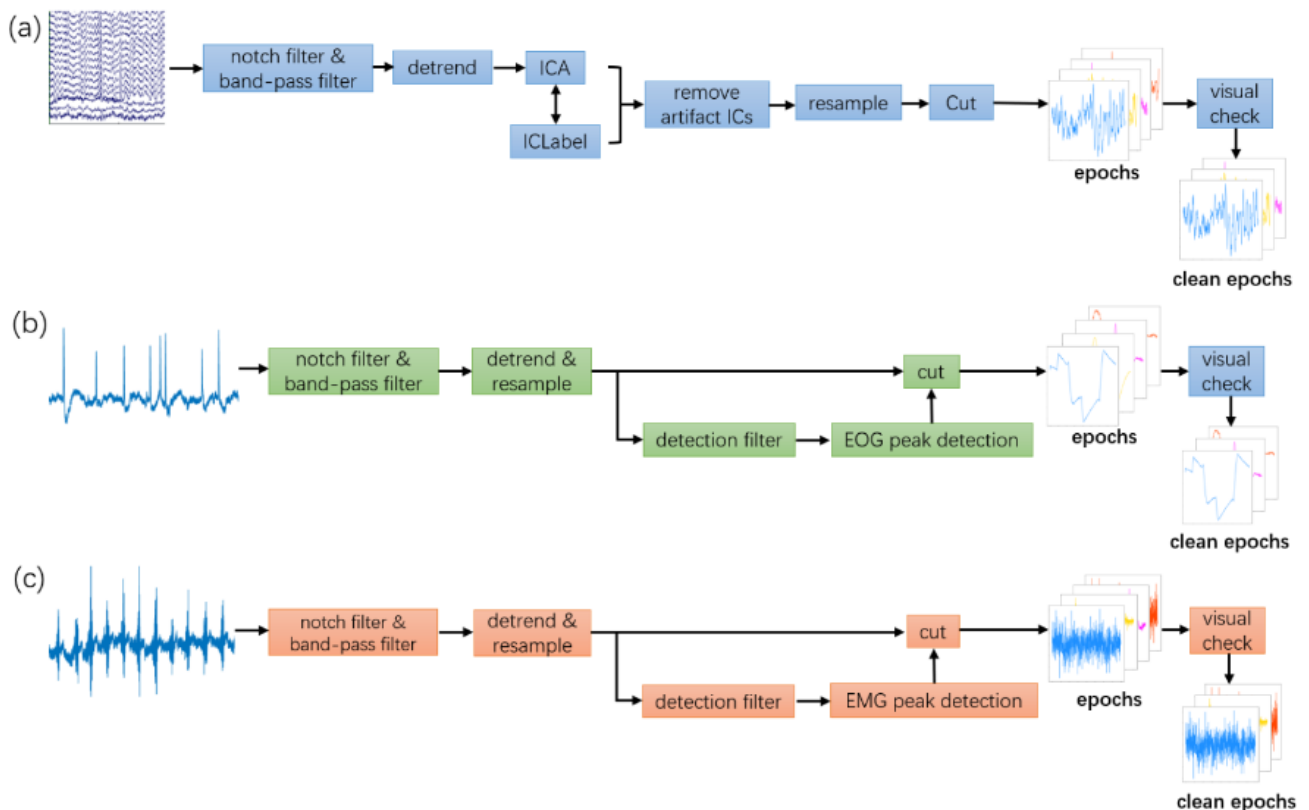 (a)
notch filter &
band-pass filter
detrend
ICA
ICLabel
remove
artifact ICs
resample
Cut
epochs
visual
check
clean epochs
(b)
notch filter &
band-pass filter
detrend &
resample
cut
detection filter
EOG peak detection
epochs
visual
check
clean epochs
(c)
notch filter &
band-pass filter
detrend &
resample
cut
detection filter
EMG peak detection
epochs
visual
check
clean epochs